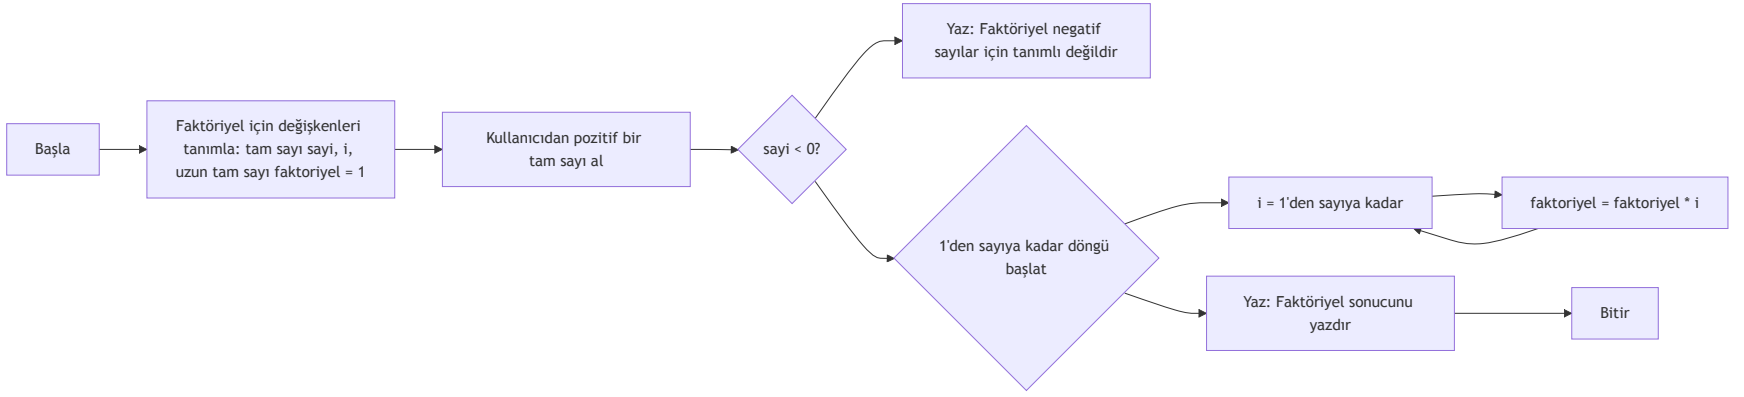 Başla
Faktöriyel için değişkenleri
tanımla: tam sayı sayi, i,
uzun tam sayı faktoriyel = 1
Kullanıcıdan pozitif bir
tam sayı al
sayi < 0?
Yaz: Faktöriyel negatif
sayılar için tanımlı değildir
1'den sayıya kadar döngü
başlat
i = 1'den sayıya kadar
faktoriyel = faktoriyel * i
Yaz: Faktöriyel sonucunu
yazdır
Bitir